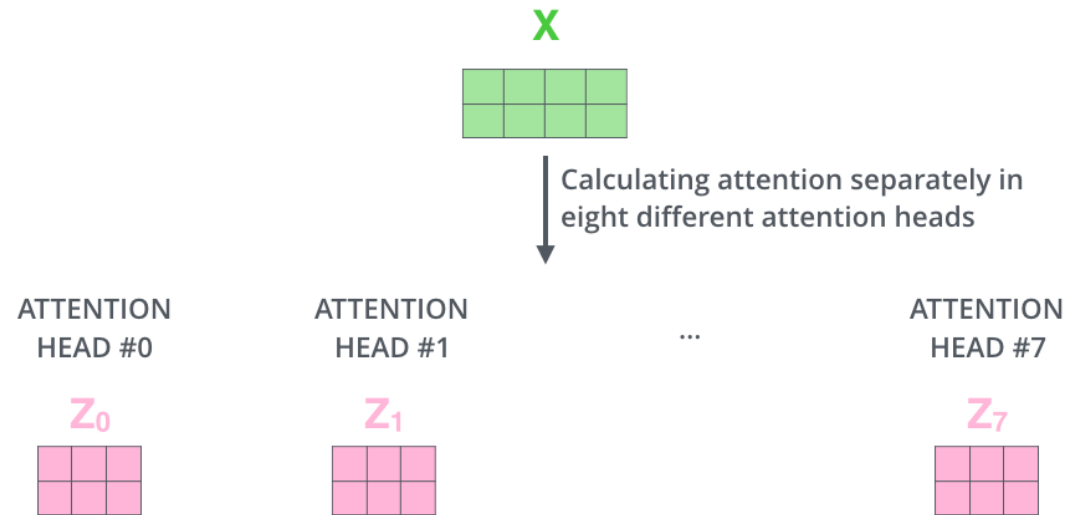 X
Calculating attention separately in
eight different attention heads
ATTENTION
HEAD #0
ATTENTION
HEAD #1
...
ATTENTION
HEAD #7
Z0
Z1
Z7